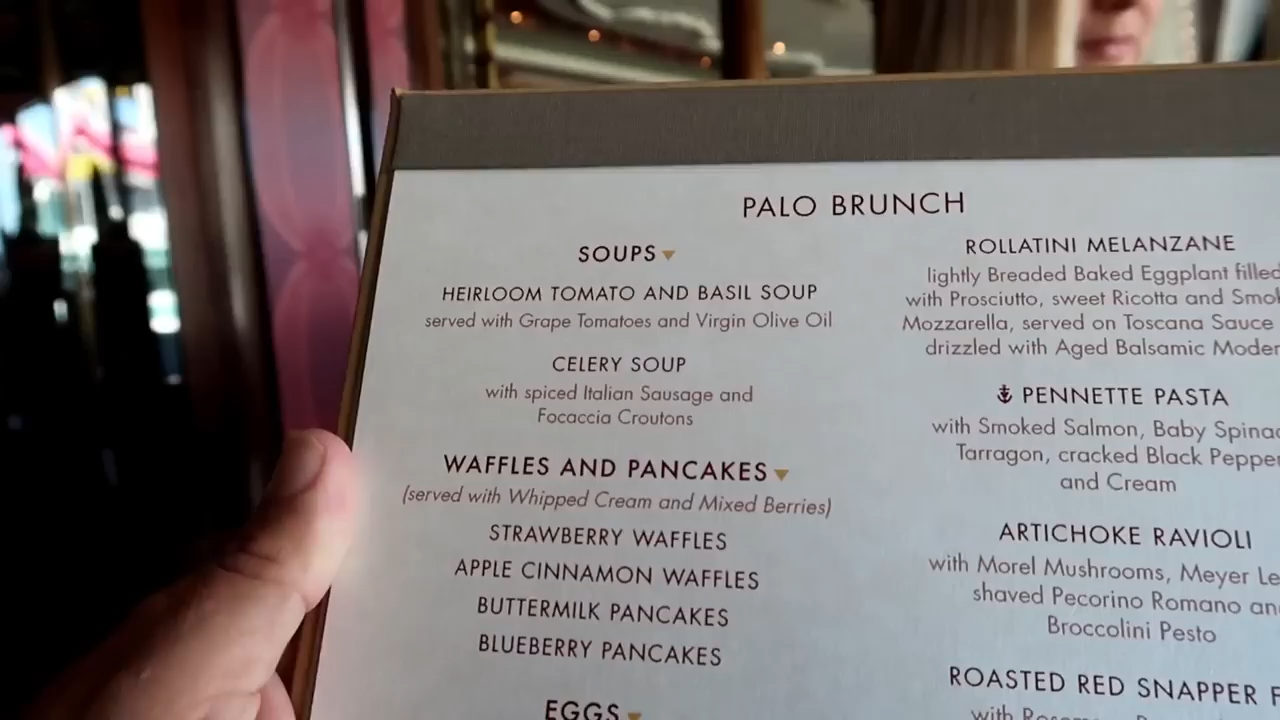 PALO BRUNCH
SOUPS
HEIRLOOM TOMATO AND BASIL SOUP
served with Grape Tomatoes and Virgin Olive Oil
CELERY SOUP
with spiced Italian Sausage and
Focaccia Croutons
WAFFLES AND PANCAKES
(served with Whipped Cream and Mixed Berries)
STRAWBERRY WAFFLES
APPLE CINNAMON WAFFLES
BUTTERMILK PANCAKES
BLUEBERRY PANCAKES
EGGS
ROLLATINI MELANZANE
lightly Breaded Baked Eggplant filled
with Prosciutto, sweet Ricotta and
Mozzarella, served on Toscana Sauce
drizzled with Aged Balsamic
PENNETTE PASTA
with Smoked Salmon, Baby
Tarragon, cracked Black Pepper
and Cream
ARTICHOKE RAVIOLI
with Morel Mushrooms, Meyer
shaved Pecorino Romano
Broccolini Pesto
ROASTED RED SNAPPER
with